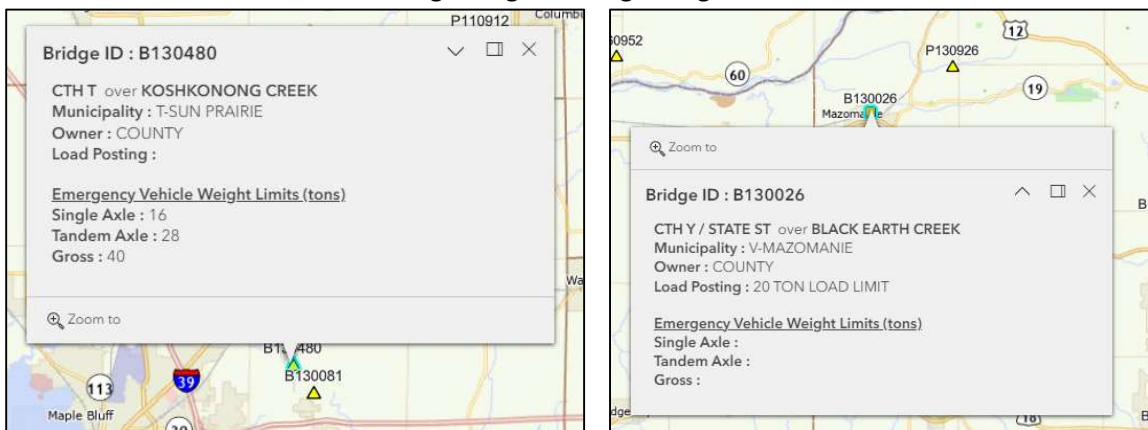 P110912
Columb
Bridge ID : B130480
CTH T over KOSHKONONG CREEK
Municipality : T-SUN PRAIRIE
Owner : COUNTY
Load Posting :
Emergency Vehicle Weight Limits (tons)
Single Axle : 16
Tandem Axle : 28
Gross : 40
Wa
Zoom to
B130081
39
113
Maple Bluff
12
P130926
60
19
B130026
Zoom to
Bridge ID : B130026
B
CTH Y / STATE ST over BLACK EARTH CREEK
Municipality : V-MAZOMANIE
Owner : COUNTY
Load Posting : 20 TON LOAD LIMIT
Emergency Vehicle Weight Limits (tons)
Single Axle :
Tandem Axle :
Gross :
B